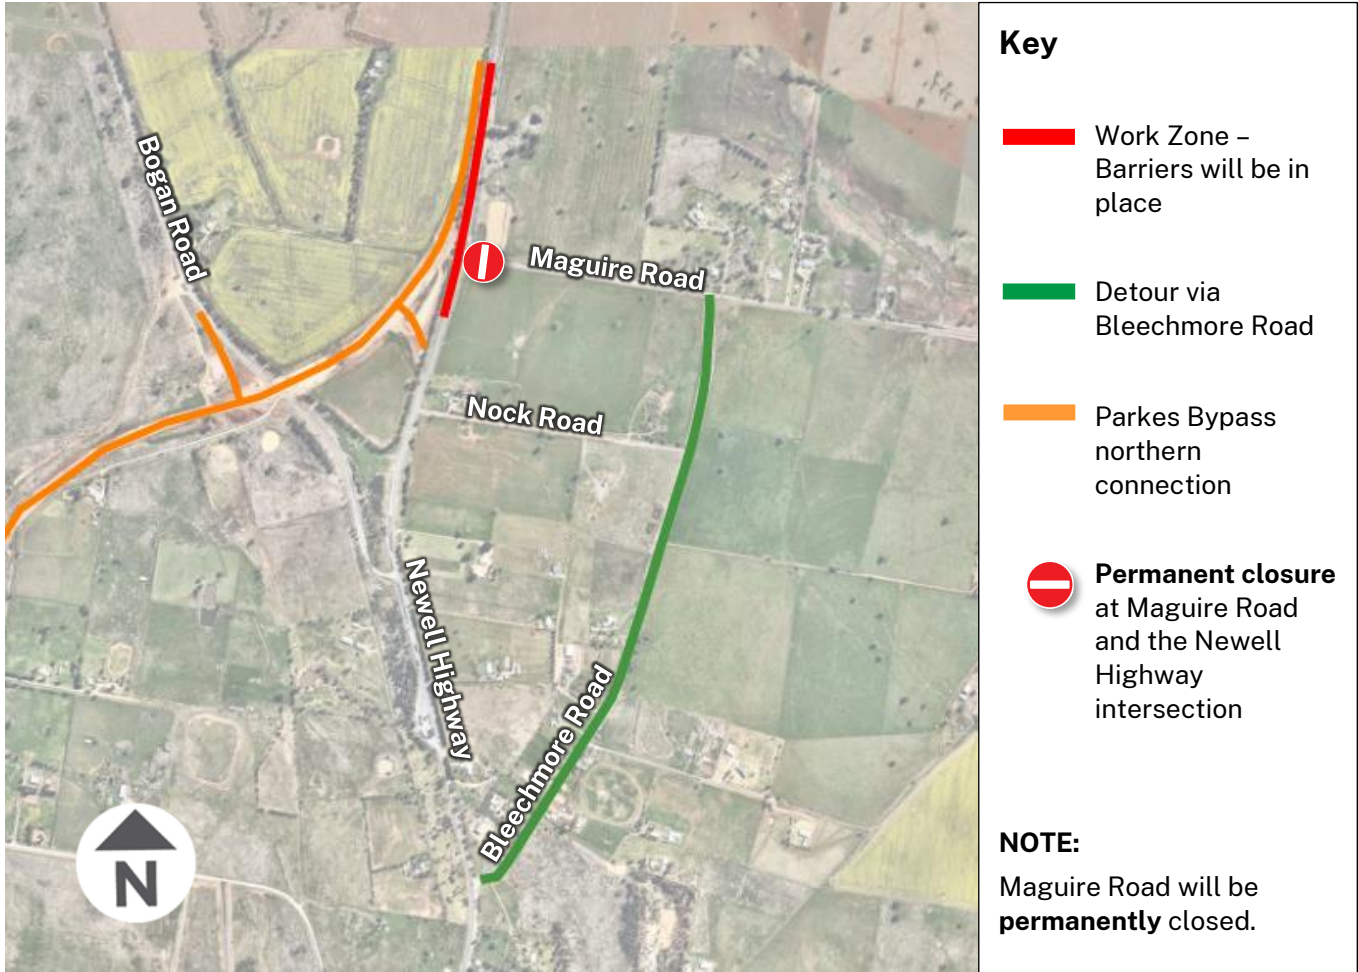 Key
Work Zone –
Barriers will be in
place
Detour via
Bleechmore Road
Parkes Bypass
northern
connection
Permanent closure
at Maguire Road
and the Newell
Highway
intersection
NOTE:
Maguire Road will be
permanently closed.
Bogan Road
Maguire Road
Nock Road
Newell Highway
Bleechmore Road
N